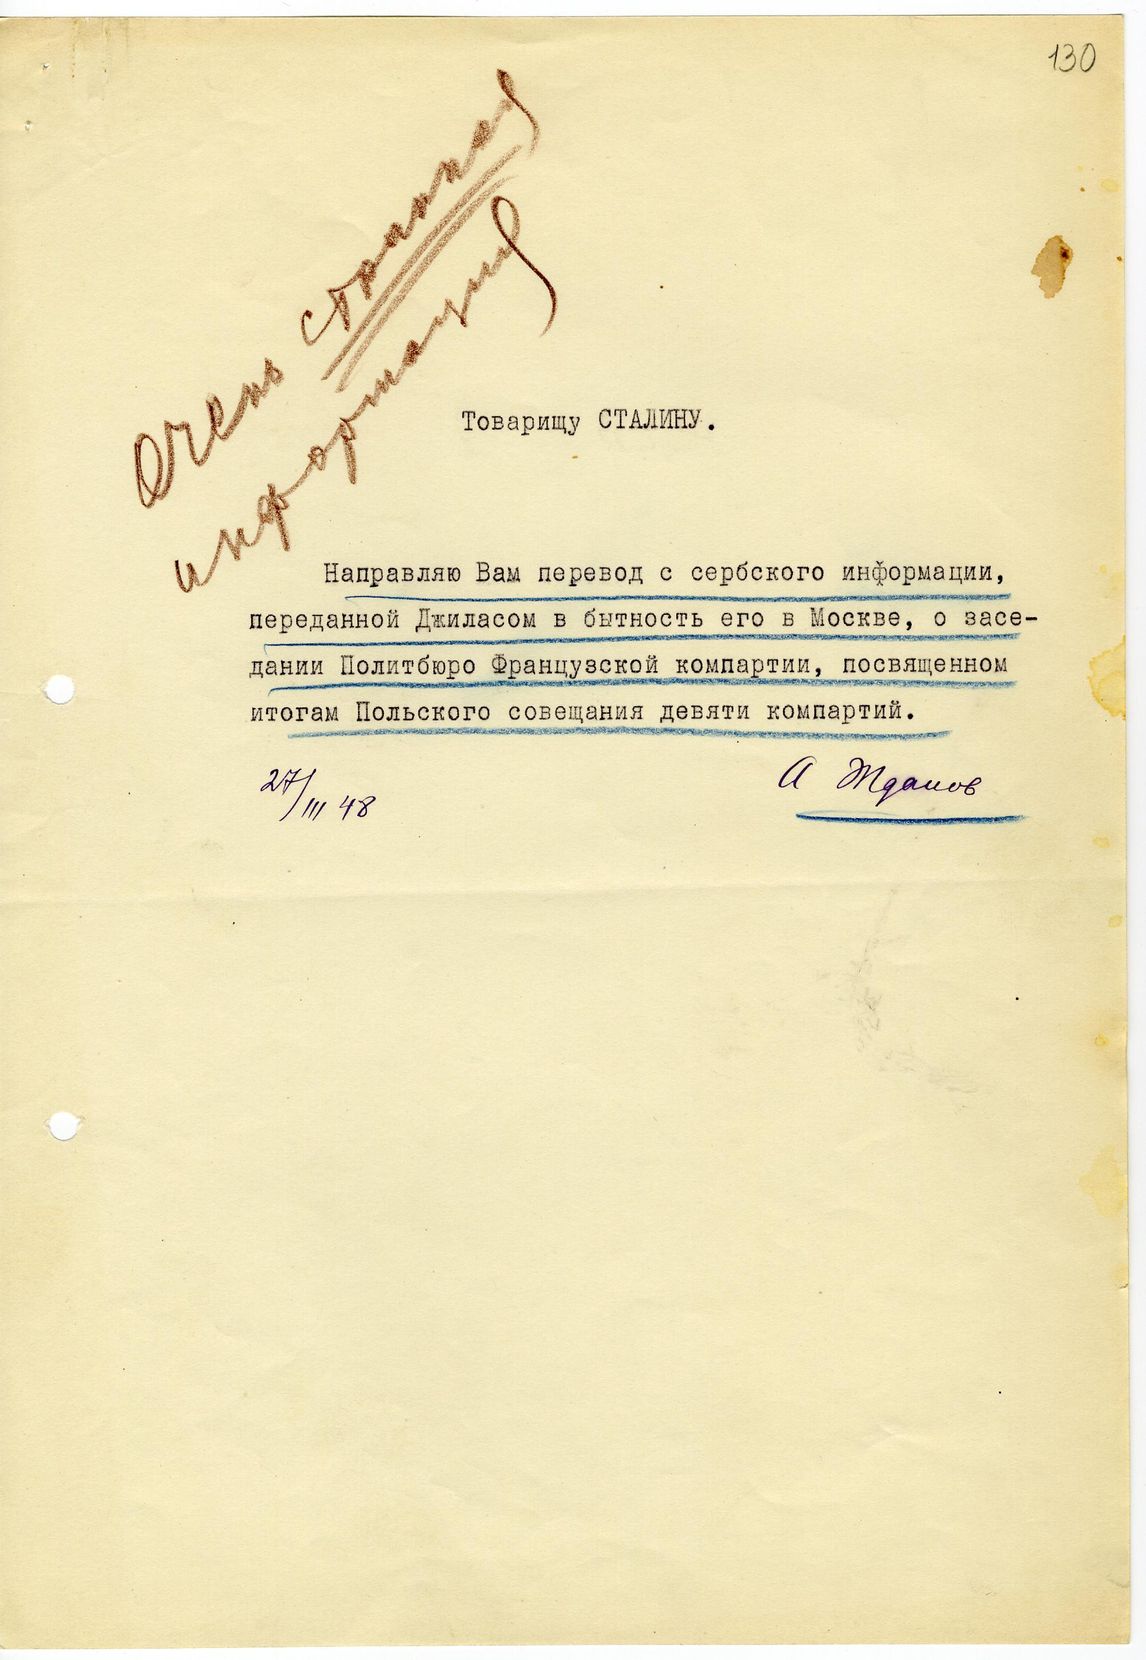 130
Очень странная
информация
Товарищу СТАЛИНУ.
Направляю Вам перевод с сербского информации,
переданной Джиласом в бытность его в Москве, о засе-
дании Политбюро Французской компартии, посвященном
итогам Польского совещания девяти компартий.
27/III 48
А Жданов